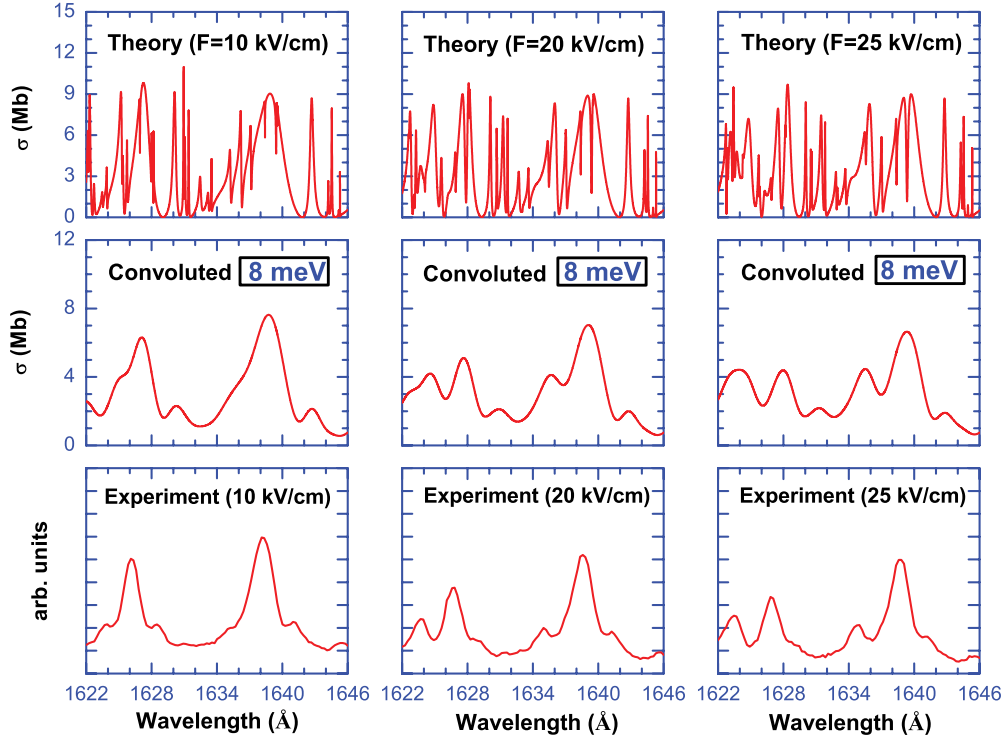 15
12
9
6
3
0
σ (Mb)
Theory (F=10 kV/cm)
Theory (F=20 kV/cm)
Theory (F=25 kV/cm)
12
8
4
0
σ (Mb)
Convoluted 8 meV
Convoluted 8 meV
Convoluted 8 meV
arb. units
Experiment (10 kV/cm)
Experiment (20 kV/cm)
Experiment (25 kV/cm)
1622 1628 1634 1640 1646
1622 1628 1634 1640 1646
1622 1628 1634 1640 1646
Wavelength (Å)
Wavelength (Å)
Wavelength (Å)